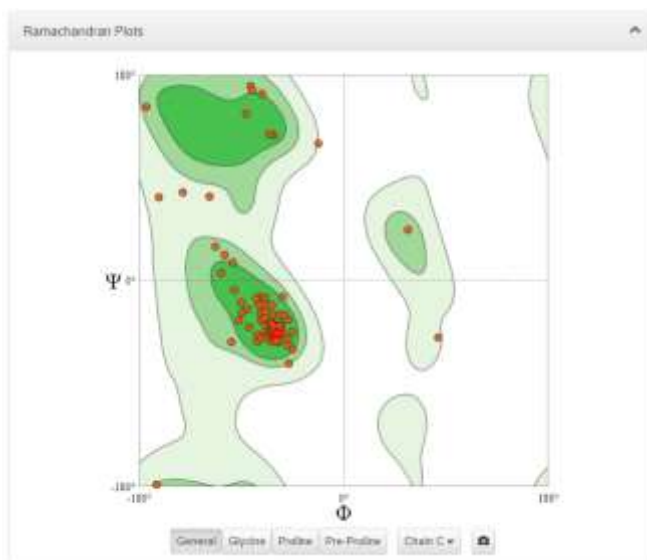 Ramachandran Plots
180°
Ψ 0°
-180°
-180° 0° 180°
Φ
General Glycine Proline Pre-Proline Chain C